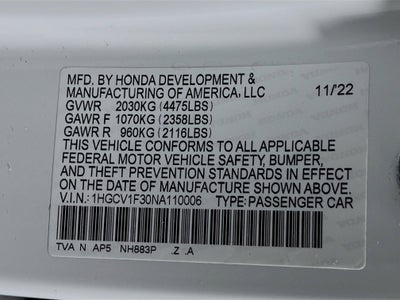 MFD. BY HONDA DEVELOPMENT &
MANUFACTURING OF AMERICA, LLC 11/22
GVWR 2030KG (4475LBS)
GAWR F 1070KG (2358LBS)
GAWR R 960KG (2116LBS)
THIS VEHICLE CONFORMS TO ALL APPLICABLE
FEDERAL MOTOR VEHICLE SAFETY, BUMPER,
AND THEFT PREVENTION STANDARDS IN EFFECT
ON THE DATE OF MANUFACTURE SHOWN ABOVE.
V.I.N.: 1HGCV1F30NA110006 TYPE: PASSENGER CAR
TVA N AP5 NH883P .Z .A